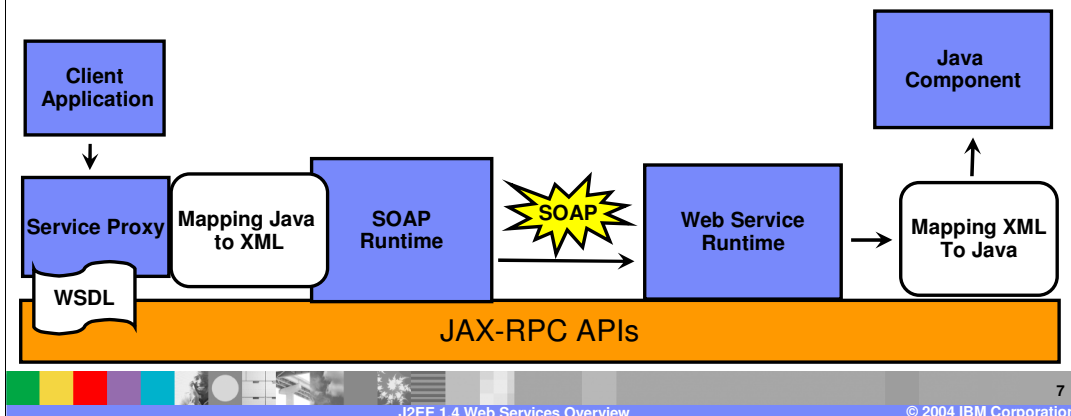 Client
Application
Java
Component
Service Proxy
Mapping Java
to XML
SOAP
Runtime
SOAP
Web Service
Runtime
Mapping XML
To Java
WSDL
JAX-RPC APIs
7
J2EE 1.4 Web Services Overview
© 2004 IBM Corporation